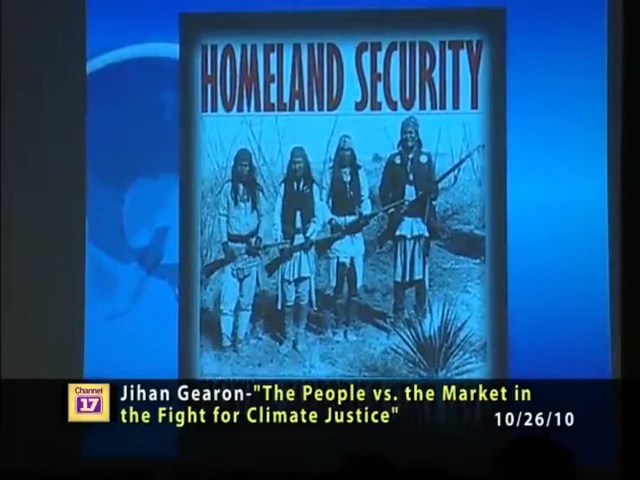 HOMELAND SECURITY
Channel
17
Jihan Gearon-"The People vs. the Market in
the Fight for Climate Justice"
10/26/10